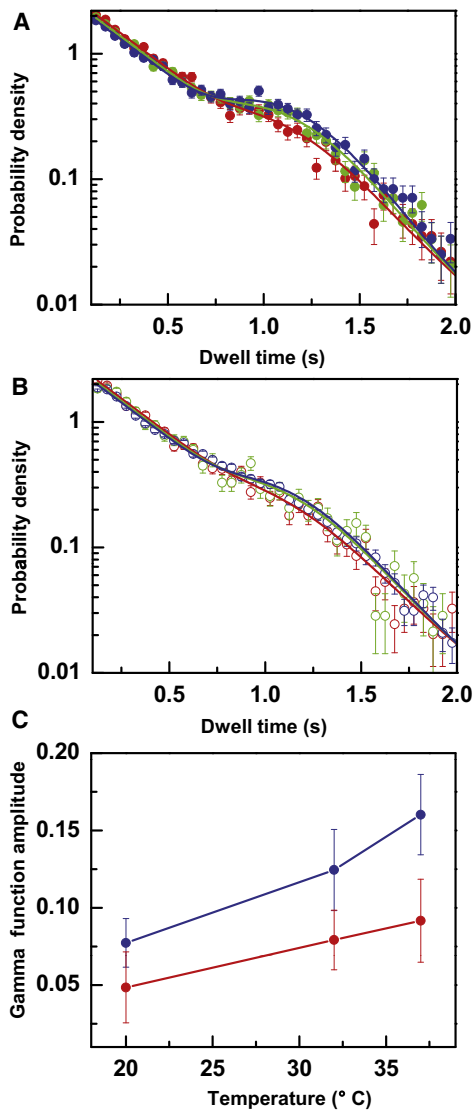 A
Probability density
1
0.1
0.01
0.5
1.0
1.5
2.0
Dwell time (s)
B
Probability density
1
0.1
0.01
0.5
1.0
1.5
2.0
Dwell time (s)
C
Gamma function amplitude
0.20
0.15
0.10
0.05
20
25
30
35
Temperature (° C)